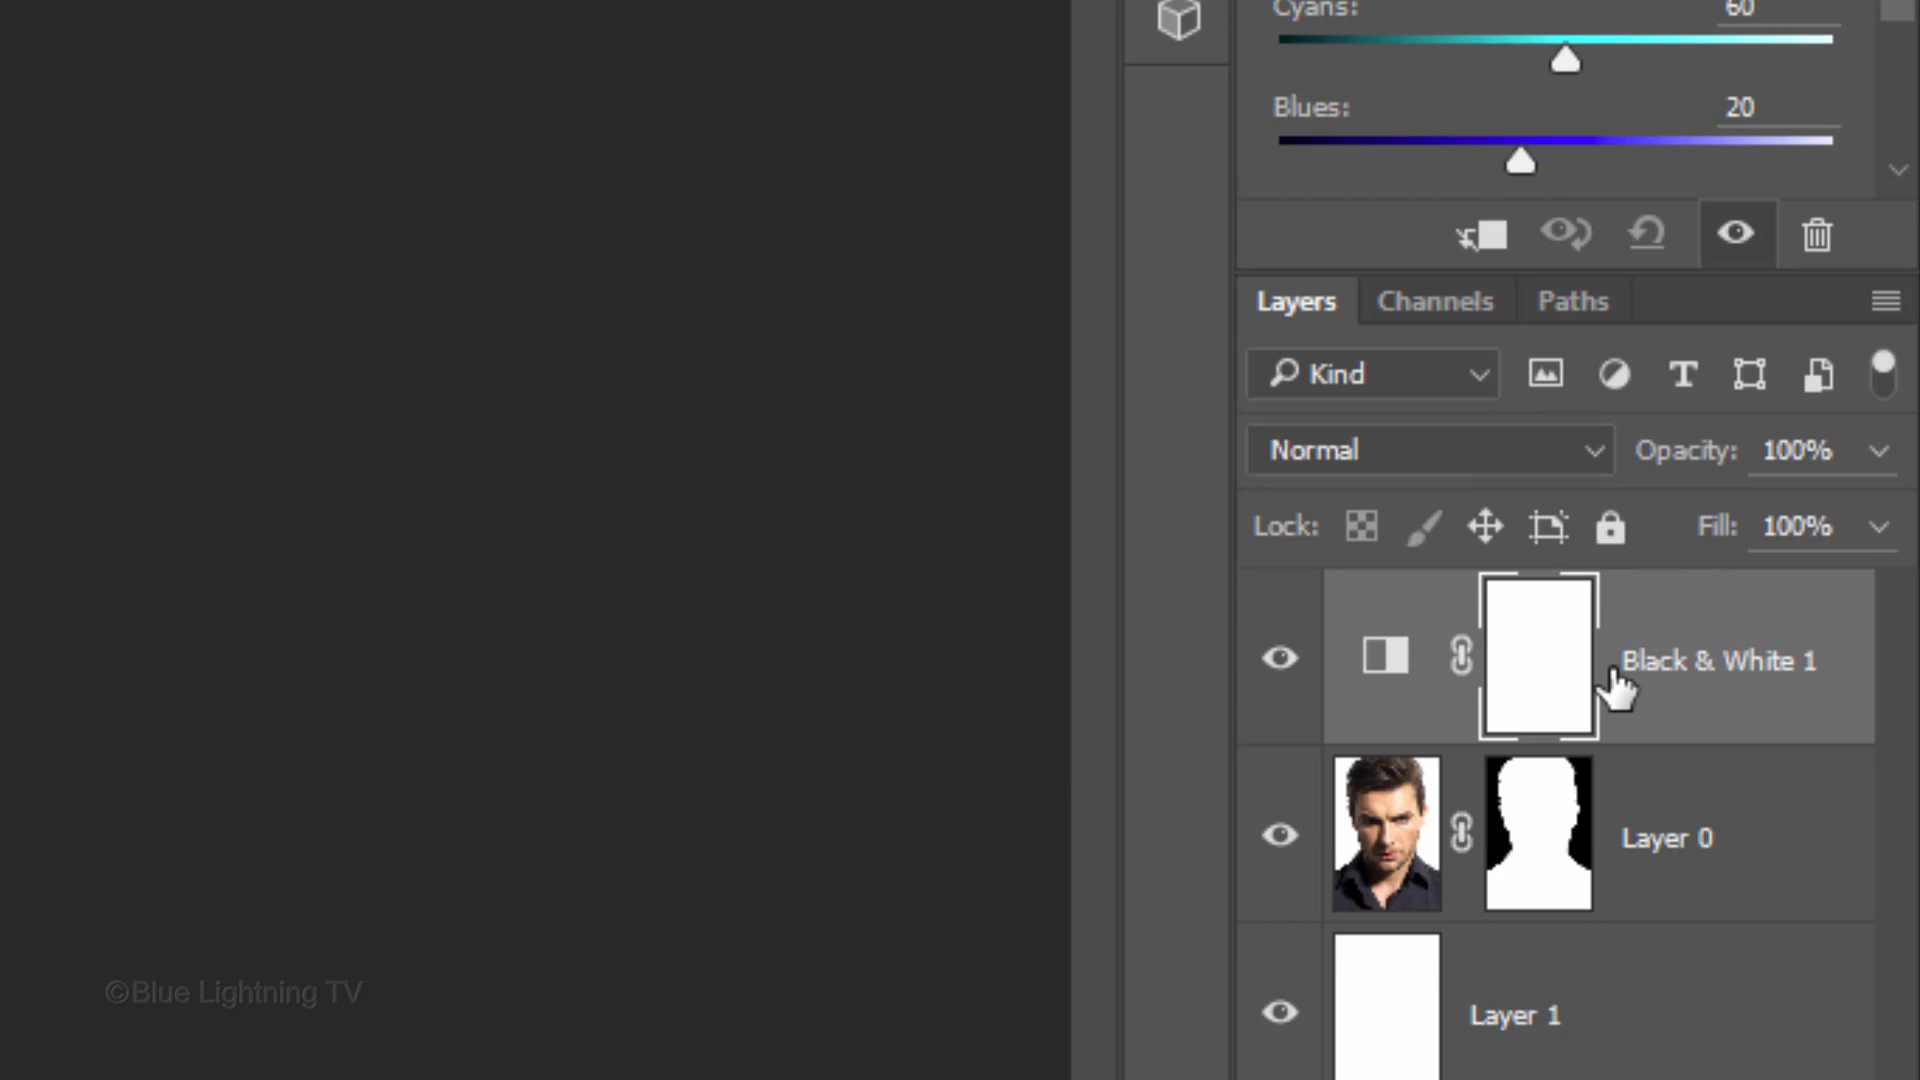 Cyans: 60
Blues: 20
Layers Channels Paths
Kind
Normal Opacity: 100%
Lock: Fill: 100%
Black & White 1
Layer 0
Layer 1
©Blue Lightning TV